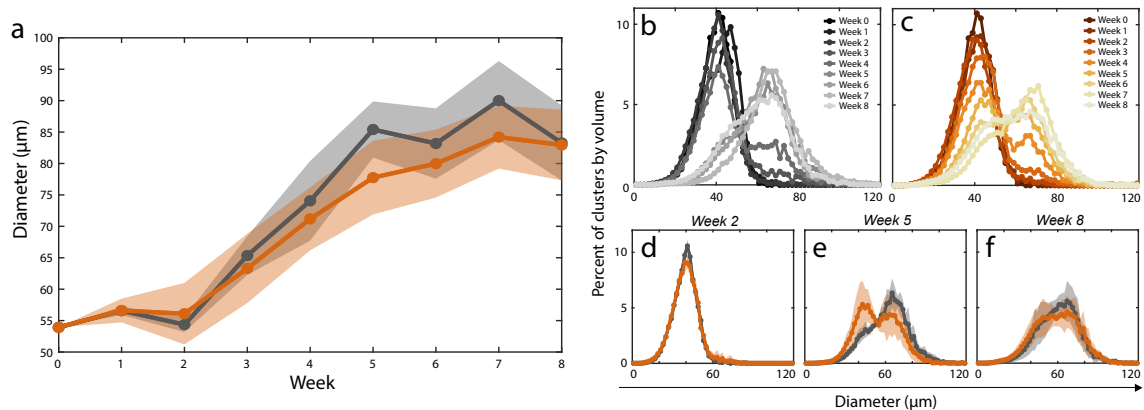 a
100
95
90
85
80
75
70
65
60
55
50
0 1 2 3 4 5 6 7 8
Week
Diameter (µm)
Percent of clusters by volume
b
10
5
0
0 40 80 120
Week 0
Week 1
Week 2
Week 3
Week 4
Week 5
Week 6
Week 7
Week 8
c
0 40 80 120
Week 0
Week 1
Week 2
Week 3
Week 4
Week 5
Week 6
Week 7
Week 8
Week 2
Week 5
Week 8
d
10
5
0
0 60 120
e
0 60 120
f
0 60 120
Diameter (µm)